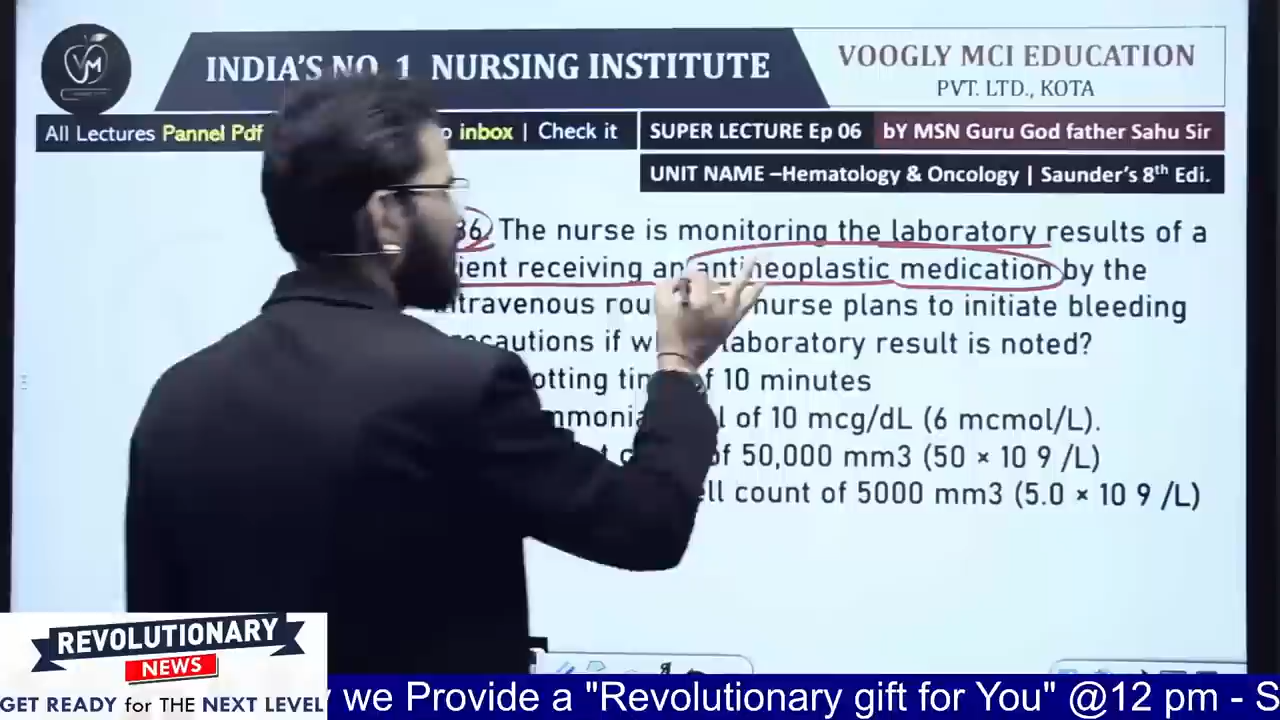 VM
INDIA'S NO. 1 NURSING INSTITUTE
VOOGLY MCI EDUCATION
PVT. LTD., KOTA
All Lectures Pannel Pdf inbox | Check it
SUPER LECTURE Ep 06 bY MSN Guru God father Sahu Sir
UNIT NAME –Hematology & Oncology | Saunder's 8th Edi.
The nurse is monitoring the laboratory results of a
receiving an antineoplastic medication by the
nurse plans to initiate bleeding
if laboratory result is noted?
of 10 minutes
of 10 mcg/dL (6 mcmol/L).
of 50,000 mm3 (50 × 10 9 /L)
count of 5000 mm3 (5.0 × 10 9 /L)
REVOLUTIONARY
NEWS
GET READY for THE NEXT LEVEL
we Provide a "Revolutionary gift for You" @12 pm - S